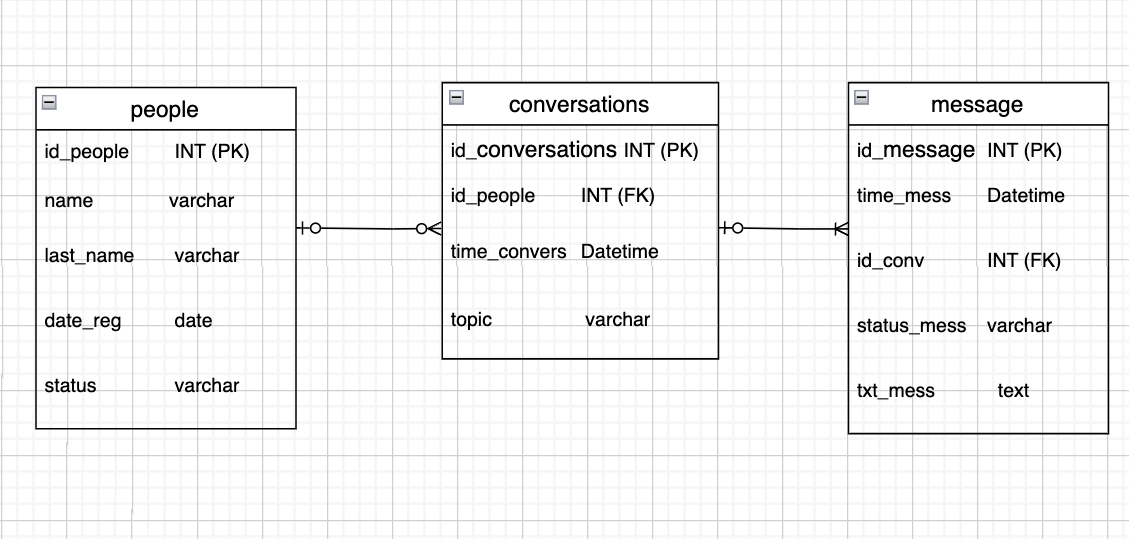 people
id_people INT (PK)
name varchar
last_name varchar
date_reg date
status varchar
conversations
id_conversations INT (PK)
id_people INT (FK)
time_convers Datetime
topic varchar
message
id_message INT (PK)
time_mess Datetime
id_conv INT (FK)
status_mess varchar
txt_mess text